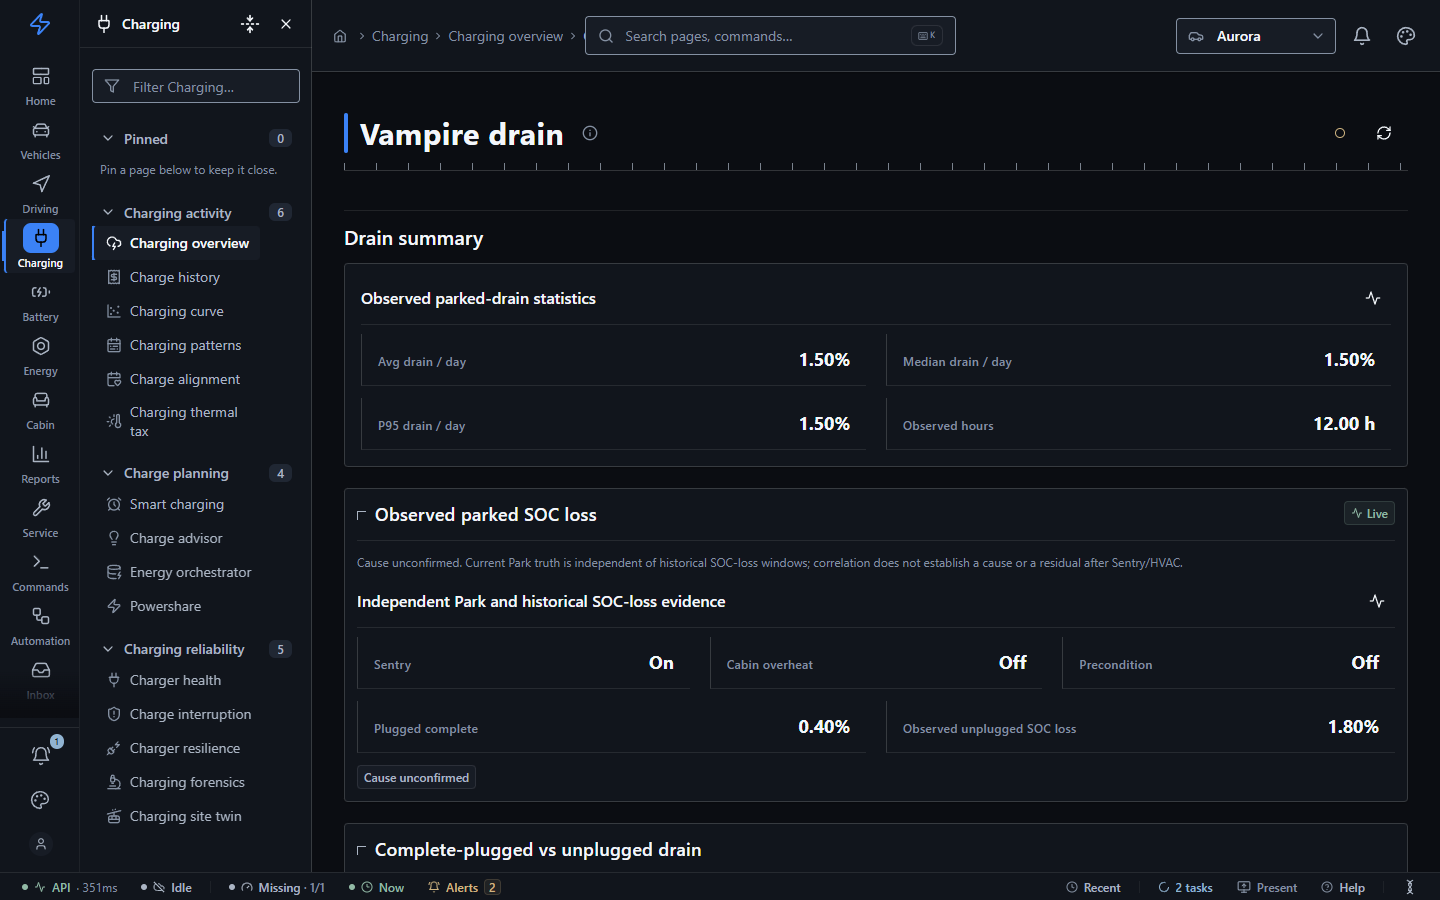 Charging
Filter Charging...
Home
Vehicles
Driving
Charging
Battery
Energy
Cabin
Reports
Service
Commands
Automation
Inbox
1
Pinned 0
Pin a page below to keep it close.
Charging activity 6
Charging overview
Charge history
Charging curve
Charging patterns
Charge alignment
Charging thermal
tax
Charge planning 4
Smart charging
Charge advisor
Energy orchestrator
Powershare
Charging reliability 5
Charger health
Charge interruption
Charger resilience
Charging forensics
Charging site twin
Charging > Charging overview >
Search pages, commands... K
Aurora
Vampire drain
Drain summary
Observed parked-drain statistics
Avg drain / day 1.50%
Median drain / day 1.50%
P95 drain / day 1.50%
Observed hours 12.00 h
Observed parked SOC loss
Live
Cause unconfirmed. Current Park truth is independent of historical SOC-loss windows; correlation does not establish a cause or a residual after Sentry/HVAC.
Independent Park and historical SOC-loss evidence
Sentry On
Cabin overheat Off
Precondition Off
Plugged complete 0.40%
Observed unplugged SOC loss 1.80%
Cause unconfirmed
Complete-plugged vs unplugged drain
API · 351ms Idle Missing · 1/1 Now Alerts 2 Recent 2 tasks Present Help